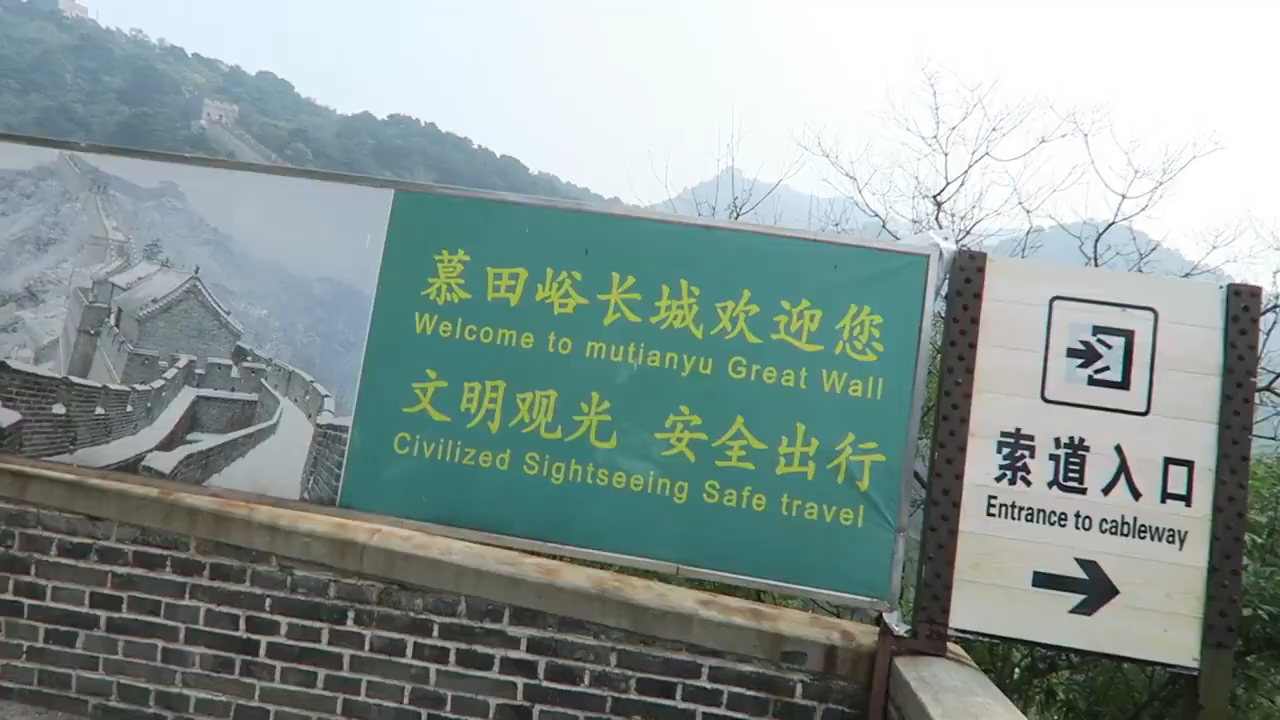 慕田峪长城欢迎您
Welcome to mutianyu Great Wall
文明观光 安全出行
Civilized Sightseeing Safe travel
索道入口
Entrance to cableway